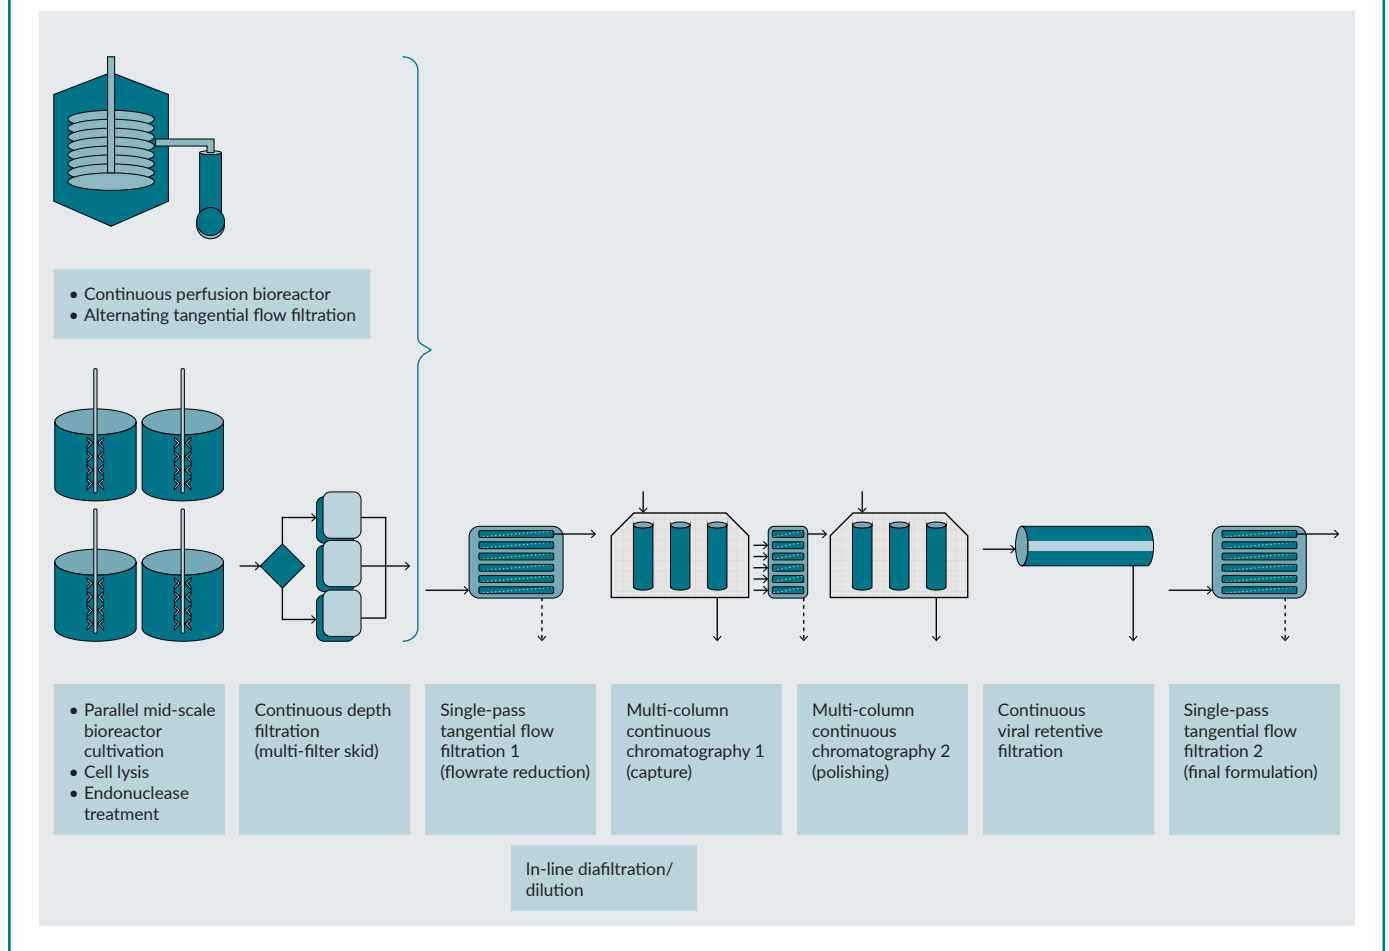 • Continuous perfusion bioreactor
• Alternating tangential flow filtration
• Parallel mid-scale
bioreactor
cultivation
• Cell lysis
• Endonuclease
treatment
Continuous depth
filtration
(multi-filter skid)
Single-pass
tangential flow
filtration 1
(flowrate reduction)
Multi-column
continuous
chromatography 1
(capture)
Multi-column
continuous
chromatography 2
(polishing)
Continuous
viral retentive
filtration
Single-pass
tangential flow
filtration 2
(final formulation)
In-line diafiltration/
dilution